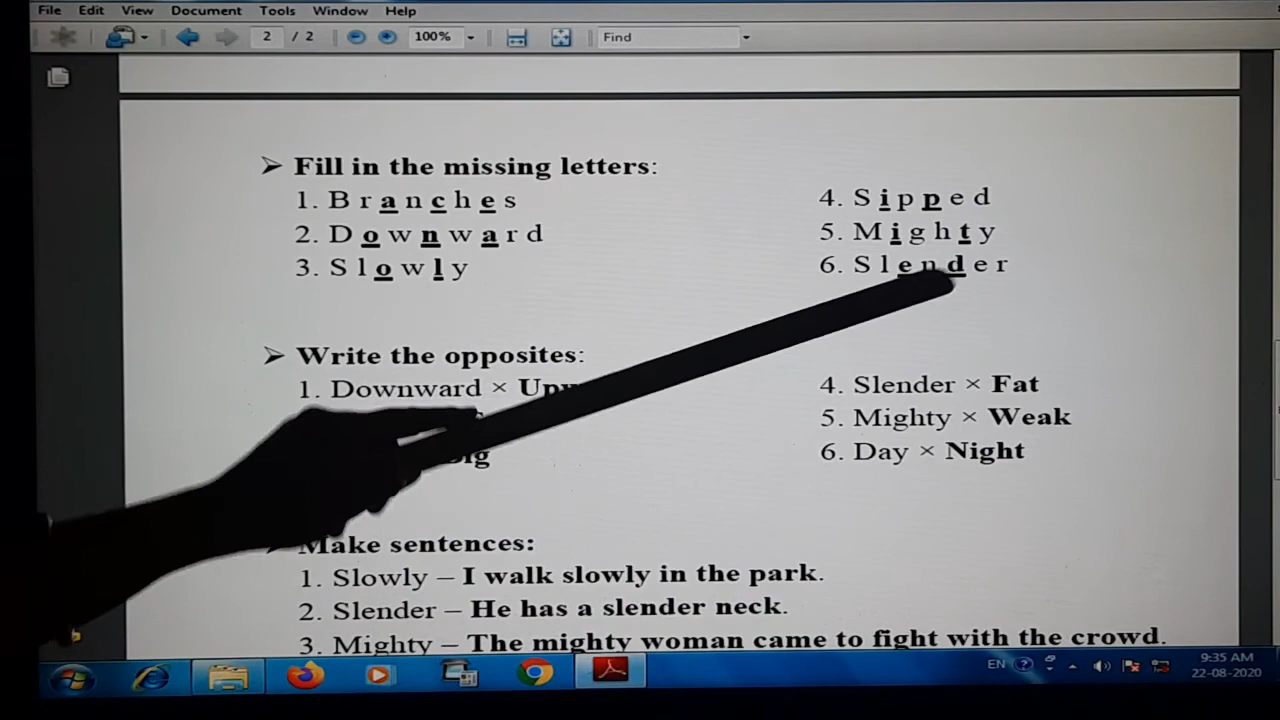 File Edit View Document Tools Window Help
2 / 2 100% Find
➢ Fill in the missing letters:
1. B r a n c h e s
2. D o w n w a r d
3. S l o w l y
4. S i p p e d
5. M i g h t y
6. S l e n d e r
➢ Write the opposites:
1. Downward ×
4. Slender × Fat
5. Mighty × Weak
6. Day × Night
Make sentences:
1. Slowly – I walk slowly in the park.
2. Slender – He has a slender neck.
3. Mighty – The mighty woman came to fight with the crowd.
EN 9:35 AM
22-08-2020